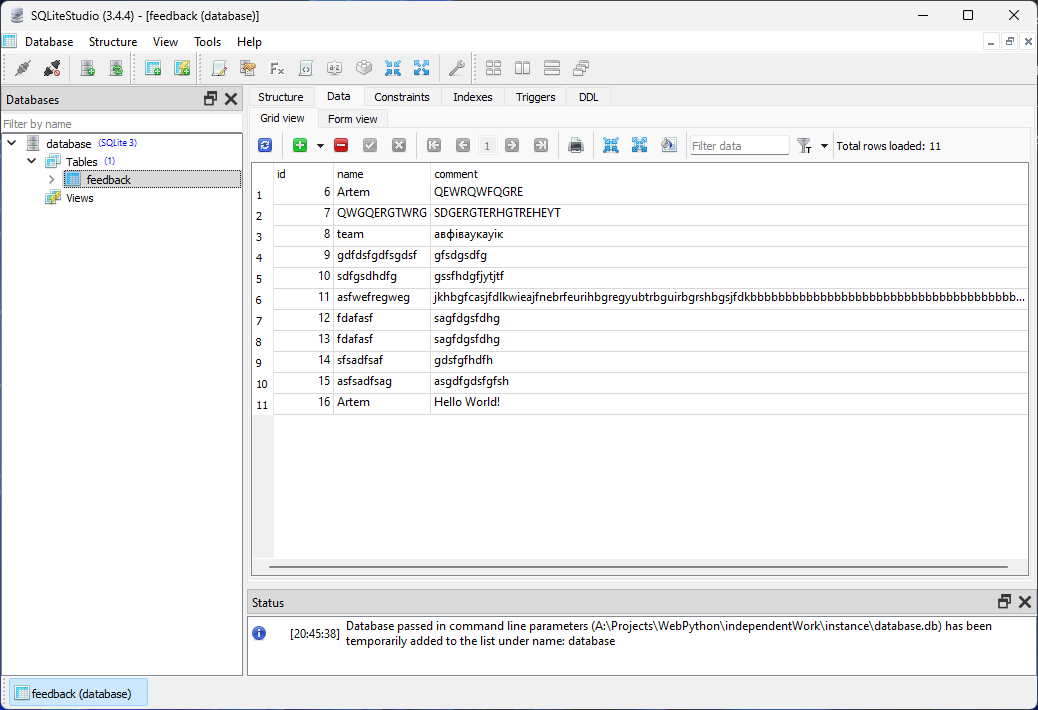 SQLiteStudio (3.4.4) - [feedback (database)]
Database Structure View Tools Help
Databases
Filter by name
database (SQLite 3)
Tables (1)
feedback
Views
Structure Data Constraints Indexes Triggers DDL
Grid view Form view
1 Filter data Total rows loaded: 11
id name comment
1 6 Artem QEWRQWFQGRE
2 7 QWGQERGTWRG SDGERGTERHGTREHEYT
3 8 team авфівaукауік
4 9 gdfdsfgdfsgdsf gfsdgsdfg
5 10 sdfgsdhdfg gssfhdgfjytjtf
6 11 asfwefregweg
7 12 fdafasf sagfdgsfdhg
8 13 fdafasf sagfdgsfdhg
9 14 sfsadfsaf gdsfgfhdfh
10 15 asfsadfsag asgdfgdsfgfsh
11 16 Artem Hello World!
Status
[20:45:38] Database passed in command line parameters (A:\Projects\WebPython\independentWork\instance\database.db) has been
temporarily added to the list under name: database
feedback (database)